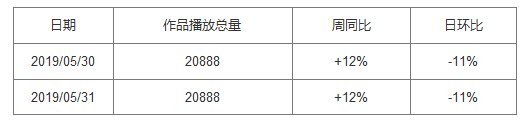 日期 作品播放总量 周同比 日环比
2019/05/30 20888 +12% -11%
2019/05/31 20888 +12% -11%